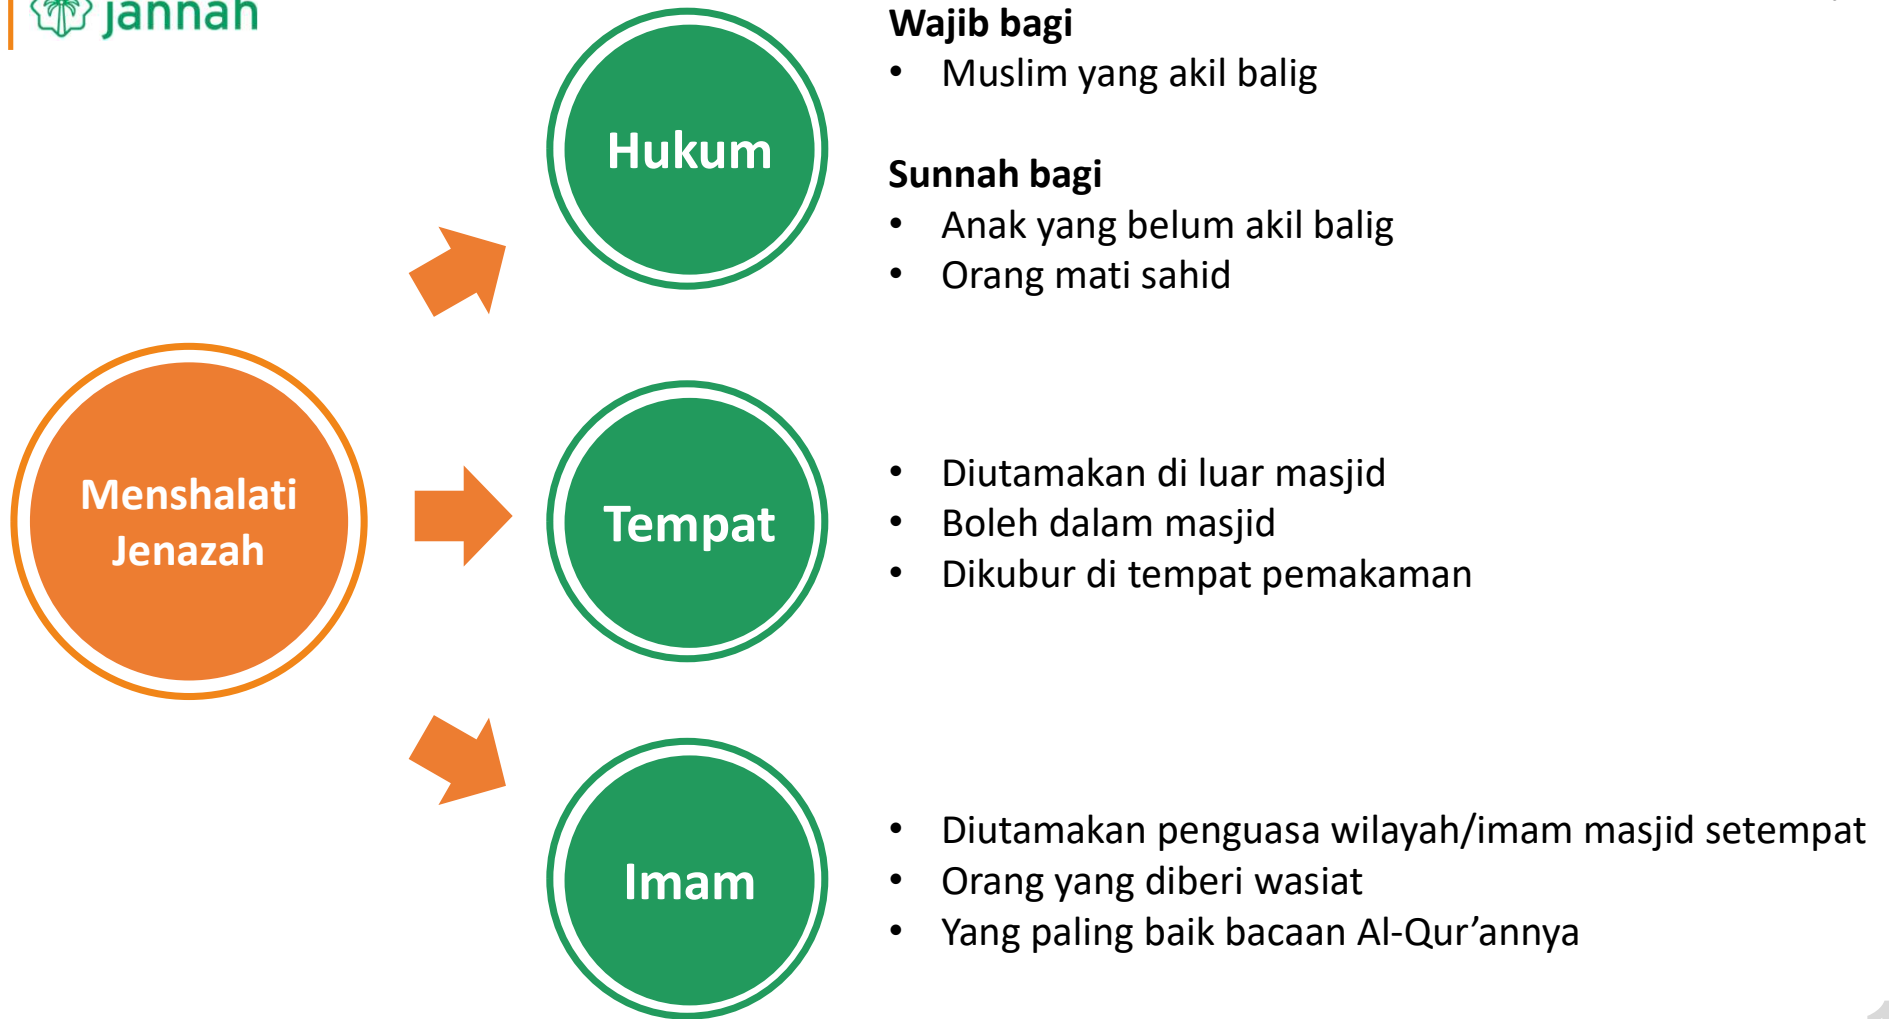 jannah
Wajib bagi
• Muslim yang akil balig
Hukum
Sunnah bagi
• Anak yang belum akil balig
• Orang mati sahid
Menshalati
Jenazah
Tempat
• Diutamakan di luar masjid
• Boleh dalam masjid
• Dikubur di tempat pemakaman
Imam
• Diutamakan penguasa wilayah/imam masjid setempat
• Orang yang diberi wasiat
• Yang paling baik bacaan Al-Qur’annya